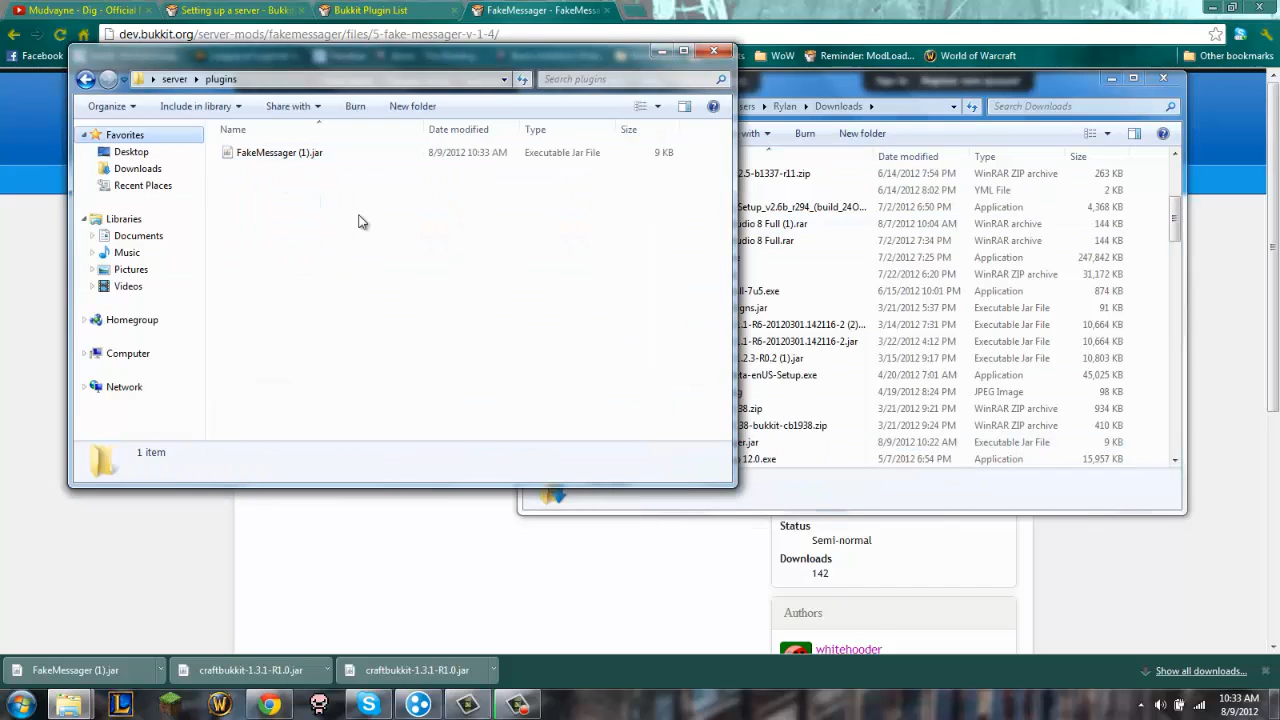 Mudvayne - Dig - Official
Setting up a server - Bukki
Bukkit Plugin List
FakeMessager - FakeMess
dev.bukkit.org/server-mods/fakemessager/files/5-fake-messager-v-1-4/
Facebook
WoW
Reminder: ModLoad...
World of Warcraft
Other bookmarks
server
plugins
Search plugins
Organize
Include in library
Share with
Burn
New folder
Favorites
Desktop
Downloads
Recent Places
Libraries
Documents
Music
Pictures
Videos
Homegroup
Computer
Network
Name
Date modified
Type
Size
FakeMessager (1).jar
8/9/2012 10:33 AM
Executable Jar File
9 KB
1 item
sers
Rylan
Downloads
Search Downloads
with
Burn
New folder
Date modified
Type
Size
2.5-b1337-r11.zip 6/14/2012 7:54 PM WinRAR ZIP archive 263 KB
6/14/2012 8:02 PM YML File 2 KB
Setup_v2.6b_r294_(build_24O... 7/2/2012 6:50 PM Application 4,368 KB
udio 8 Full (1).rar 8/7/2012 10:04 AM WinRAR archive 144 KB
udio 8 Full.rar 7/2/2012 7:34 PM WinRAR archive 144 KB
7/2/2012 7:25 PM Application 247,842 KB
7/22/2012 6:20 PM WinRAR ZIP archive 31,172 KB
ll-7u5.exe 6/15/2012 10:01 PM Application 874 KB
gns.jar 3/21/2012 5:37 PM Executable Jar File 91 KB
1.1-R6-20120301.142116-2 (2)... 3/14/2012 7:31 PM Executable Jar File 10,664 KB
1.1-R6-20120301.142116-2.jar 3/22/2012 4:12 PM Executable Jar File 10,664 KB
1.2.3-R0.2 (1).jar 3/15/2012 9:17 PM Executable Jar File 10,803 KB
ta-enUS-Setup.exe 4/20/2012 7:01 AM Application 45,025 KB
4/19/2012 8:24 PM JPEG Image 98 KB
38.zip 3/21/2012 9:21 PM WinRAR ZIP archive 934 KB
38-bukkit-cb1938.zip 3/21/2012 9:24 PM WinRAR ZIP archive 410 KB
er.jar 8/9/2012 10:22 AM Executable Jar File 9 KB
o 12.0.exe 5/7/2012 6:54 PM Application 15,957 KB
Status
Semi-normal
Downloads
142
Authors
whitehooder
FakeMessager (1).jar
craftbukkit-1.3.1-R1.0.jar
craftbukkit-1.3.1-R1.0.jar
Show all downloads...
10:33 AM
8/9/2012